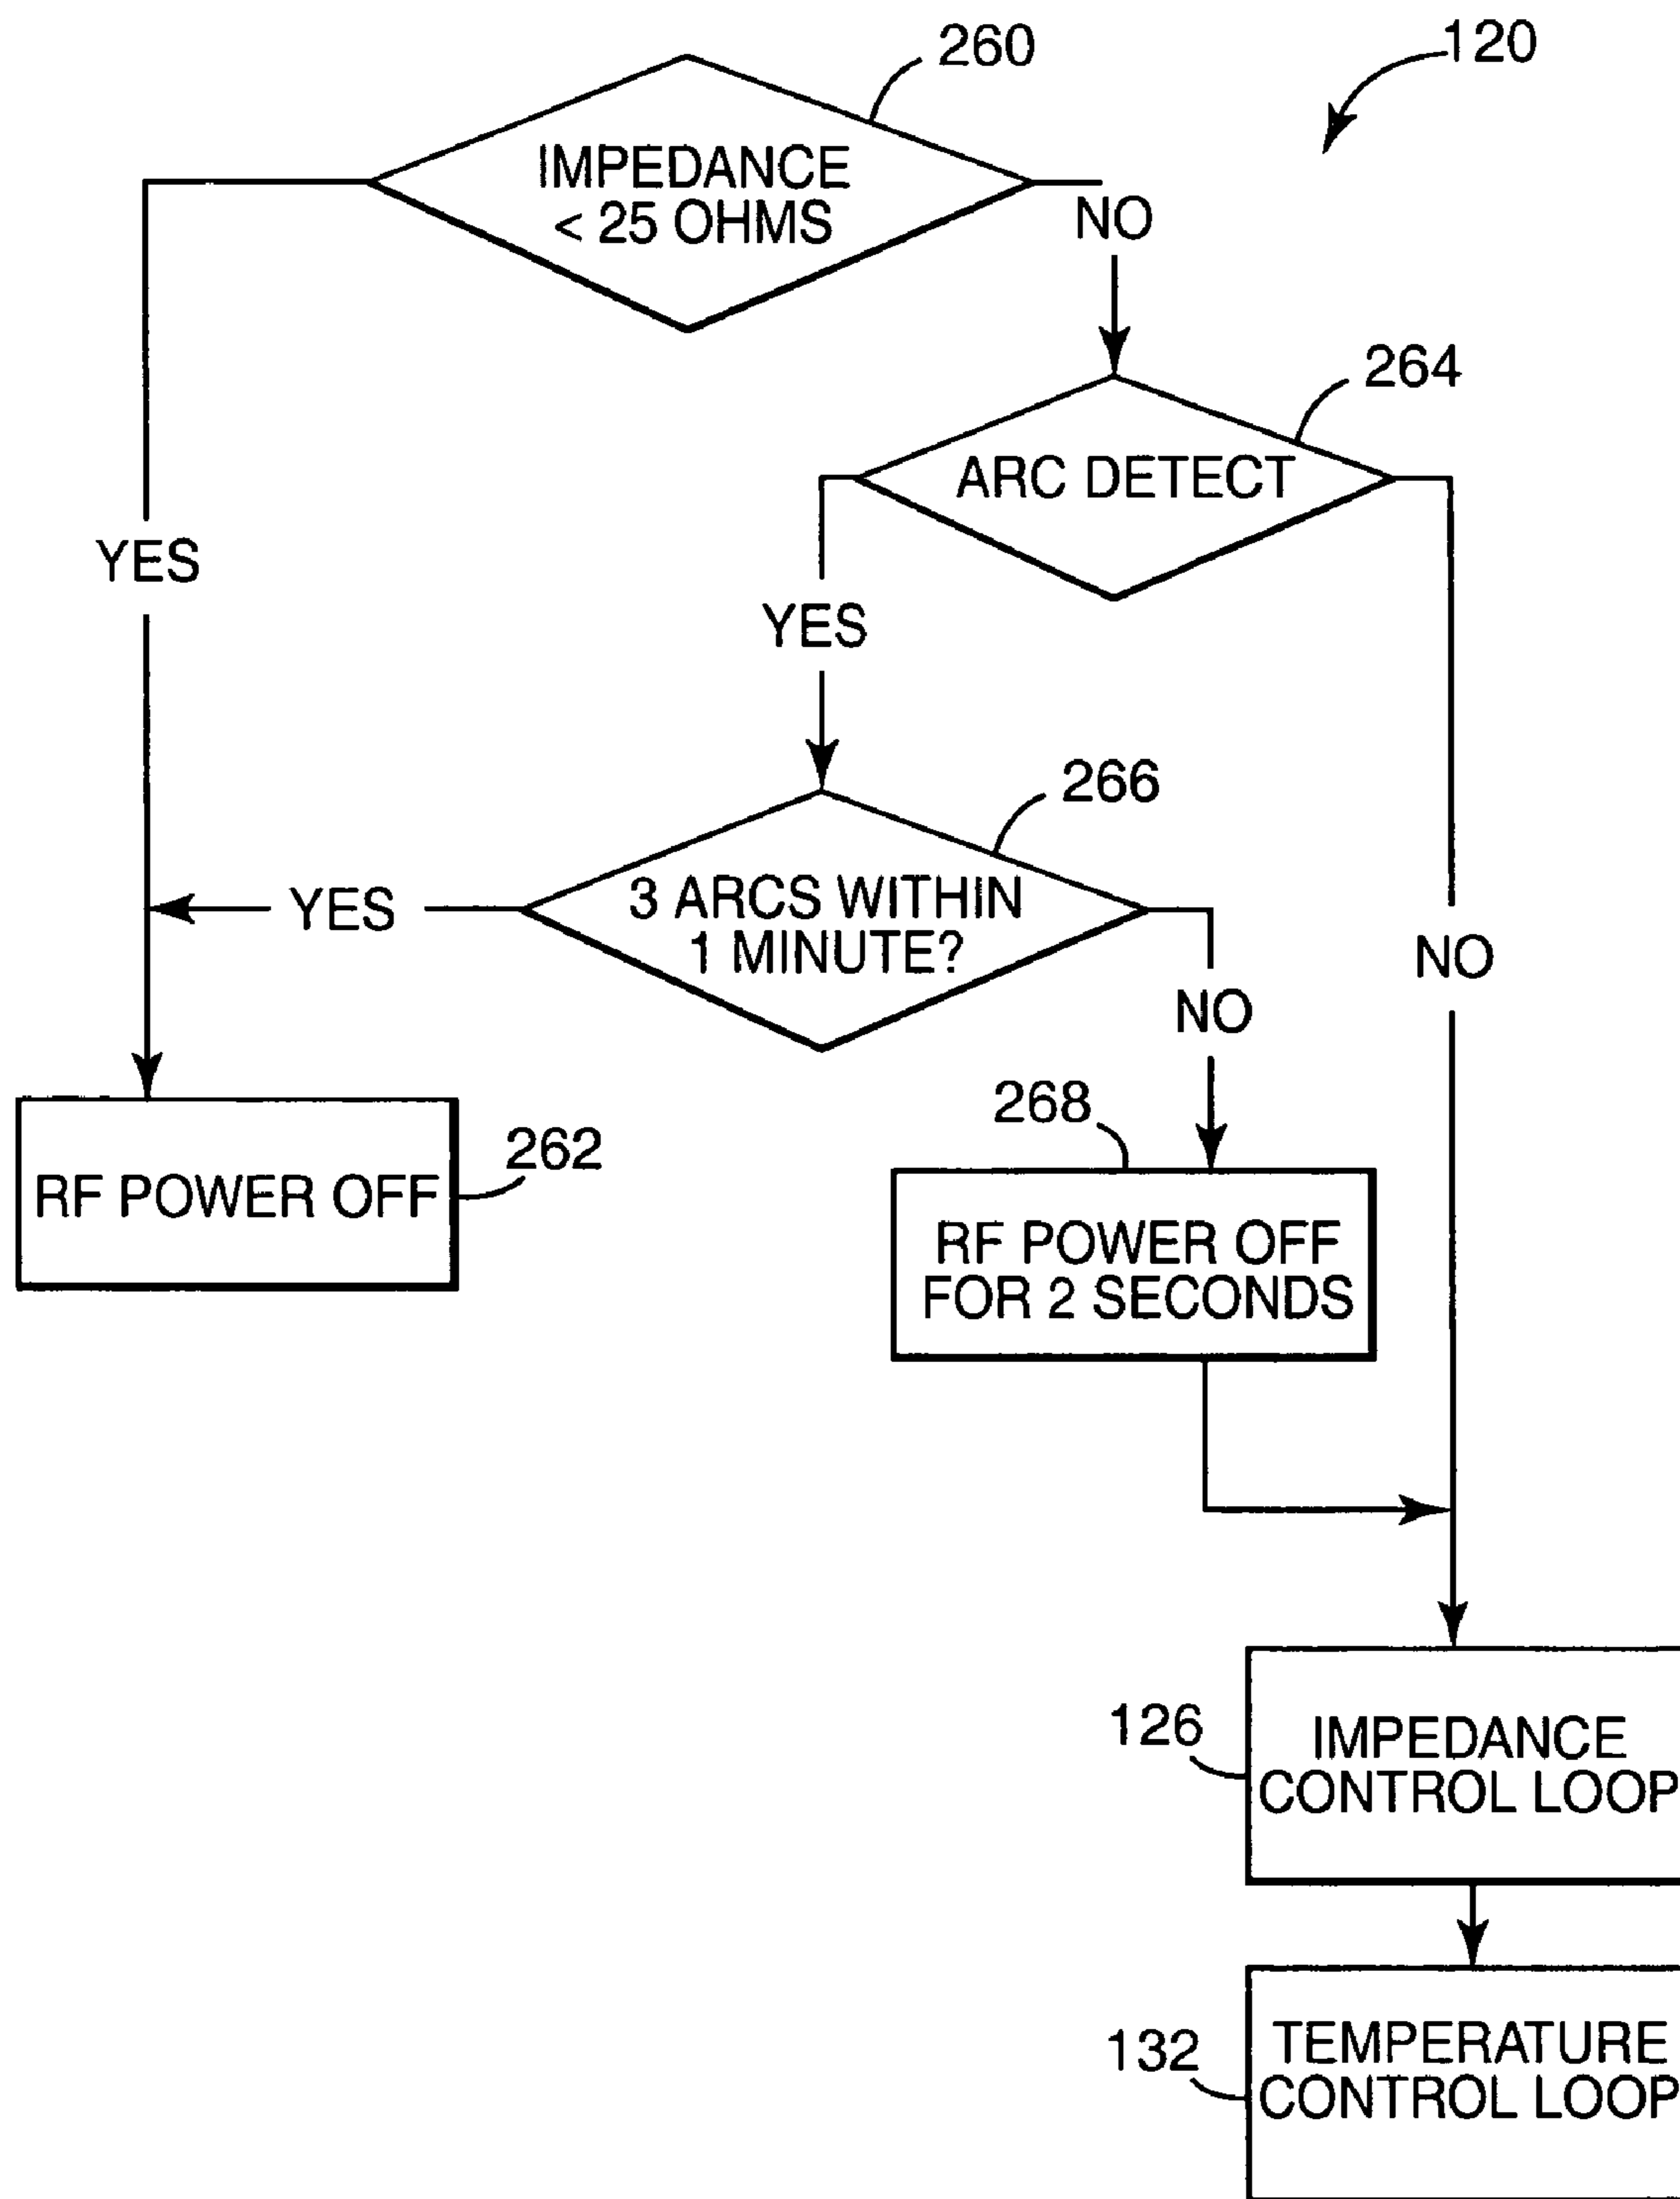 260
120
IMPEDANCE
< 25 OHMS
NO
264
ARC DETECT
YES
YES
266
3 ARCS WITHIN
1 MINUTE?
YES
NO
NO
268
262
RF POWER OFF
RF POWER OFF
FOR 2 SECONDS
126
IMPEDANCE
CONTROL LOOP
132
TEMPERATURE
CONTROL LOOP